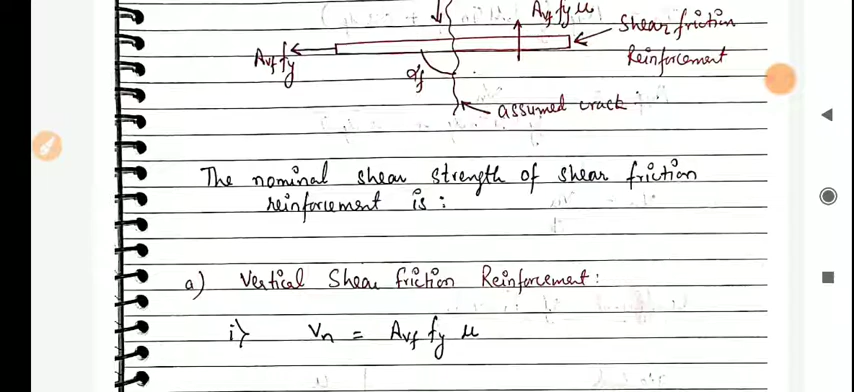 Avf fy μ
Shear friction
Reinforcement
Avf fy
αf
assumed crack
The nominal shear strength of shear friction
reinforcement is :
a) Vertical Shear friction Reinforcement :
i) Vn = Avf fy μ